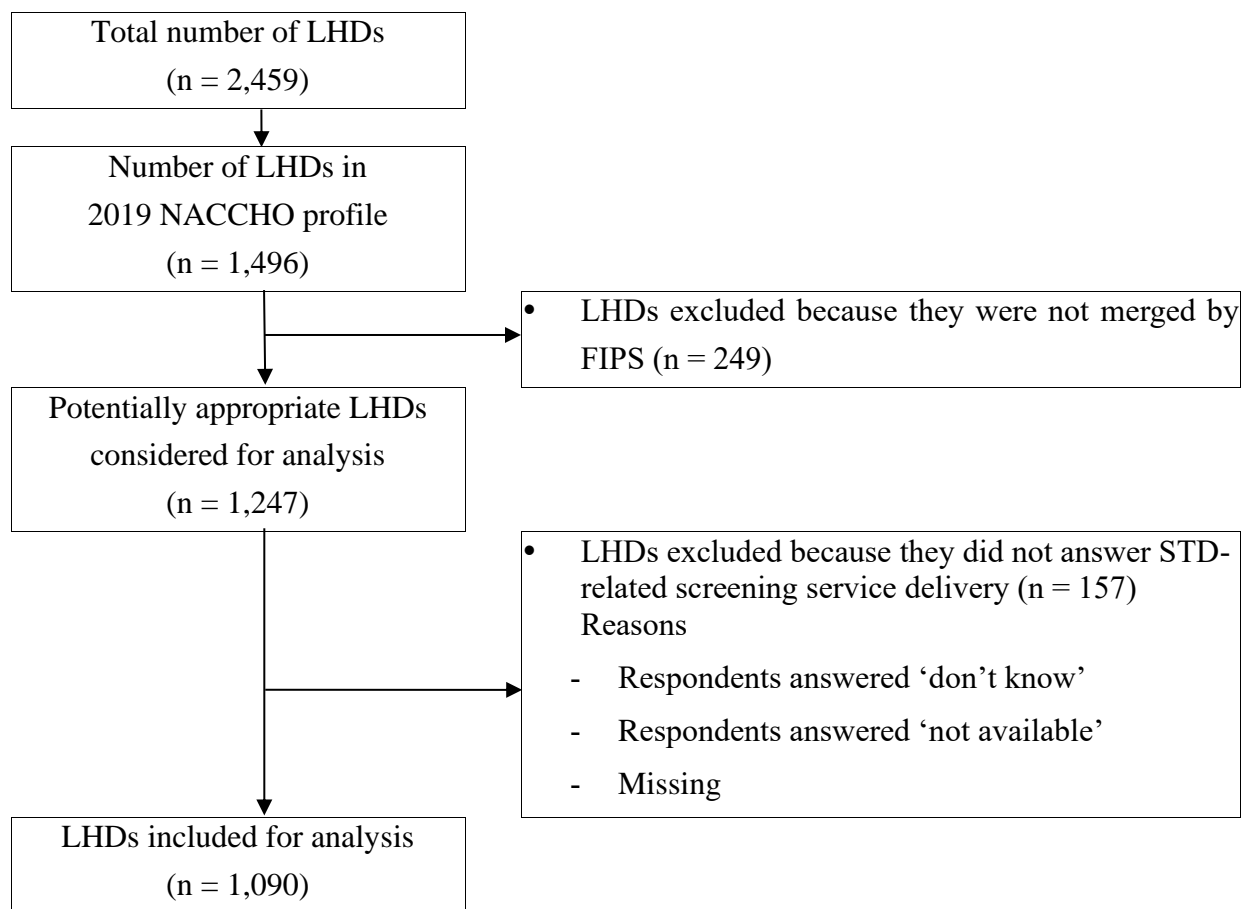 Total number of LHDs
(n = 2,459)
Number of LHDs in
2019 NACCHO profile
(n = 1,496)
• LHDs excluded because they were not merged by
FIPS (n = 249)
Potentially appropriate LHDs
considered for analysis
(n = 1,247)
• LHDs excluded because they did not answer STD-
related screening service delivery (n = 157)
Reasons
- Respondents answered ‘don’t know’
- Respondents answered ‘not available’
- Missing
LHDs included for analysis
(n = 1,090)